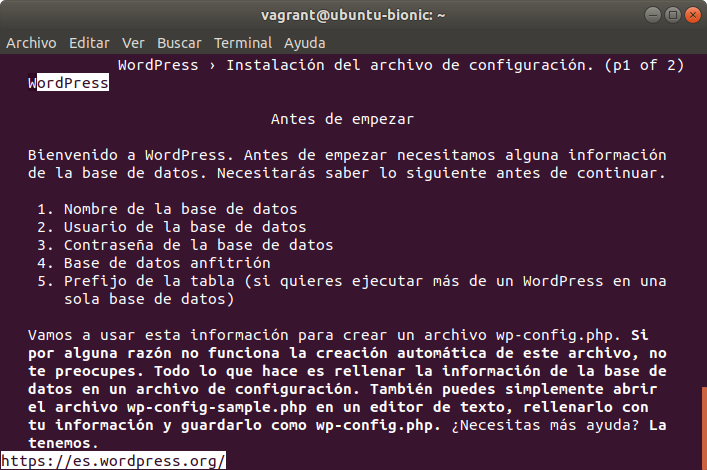 vagrant@ubuntu-bionic: ~
Archivo Editar Ver Buscar Terminal Ayuda
WordPress › Instalación del archivo de configuración. (p1 of 2)
WordPress
Antes de empezar
Bienvenido a WordPress. Antes de empezar necesitamos alguna información
de la base de datos. Necesitarás saber lo siguiente antes de continuar.
1. Nombre de la base de datos
2. Usuario de la base de datos
3. Contraseña de la base de datos
4. Base de datos anfitrión
5. Prefijo de la tabla (si quieres ejecutar más de un WordPress en una
sola base de datos)
Vamos a usar esta información para crear un archivo wp-config.php. Si
por alguna razón no funciona la creación automática de este archivo, no
te preocupes. Todo lo que hace es rellenar la información de la base de
datos en un archivo de configuración. También puedes simplemente abrir
el archivo wp-config-sample.php en un editor de texto, rellenarlo con
tu información y guardarlo como wp-config.php. ¿Necesitas más ayuda? La
tenemos.
https://es.wordpress.org/